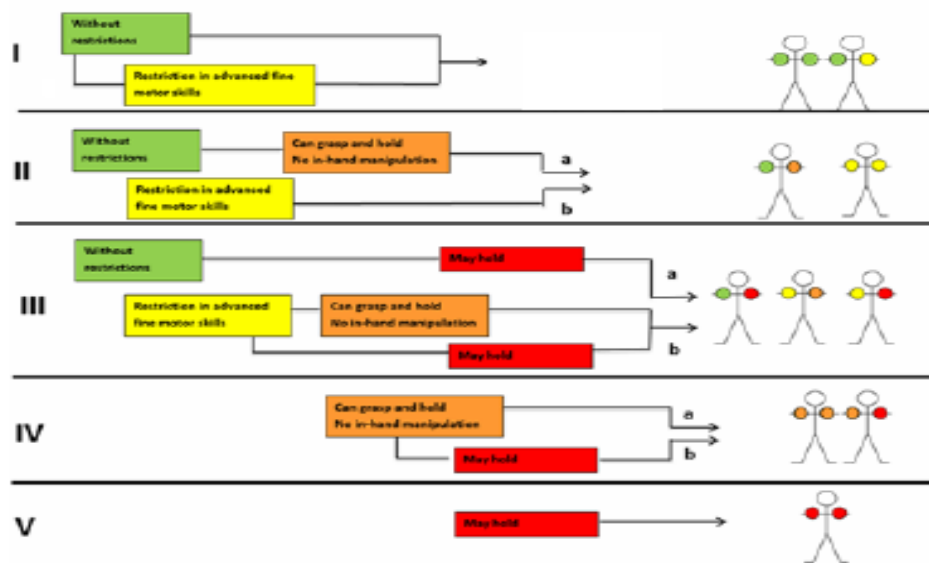 I
Without
restrictions
Restriction in advanced fine
motor skills
II
Without
restrictions
Can grasp and hold
No in-hand manipulation
a
Restriction in advanced
fine motor skills
b
III
Without
restrictions
May hold
a
Restriction in advanced
fine motor skills
Can grasp and hold
No in-hand manipulation
May hold
b
IV
Can grasp and hold
No in-hand manipulation
a
May hold
b
V
May hold